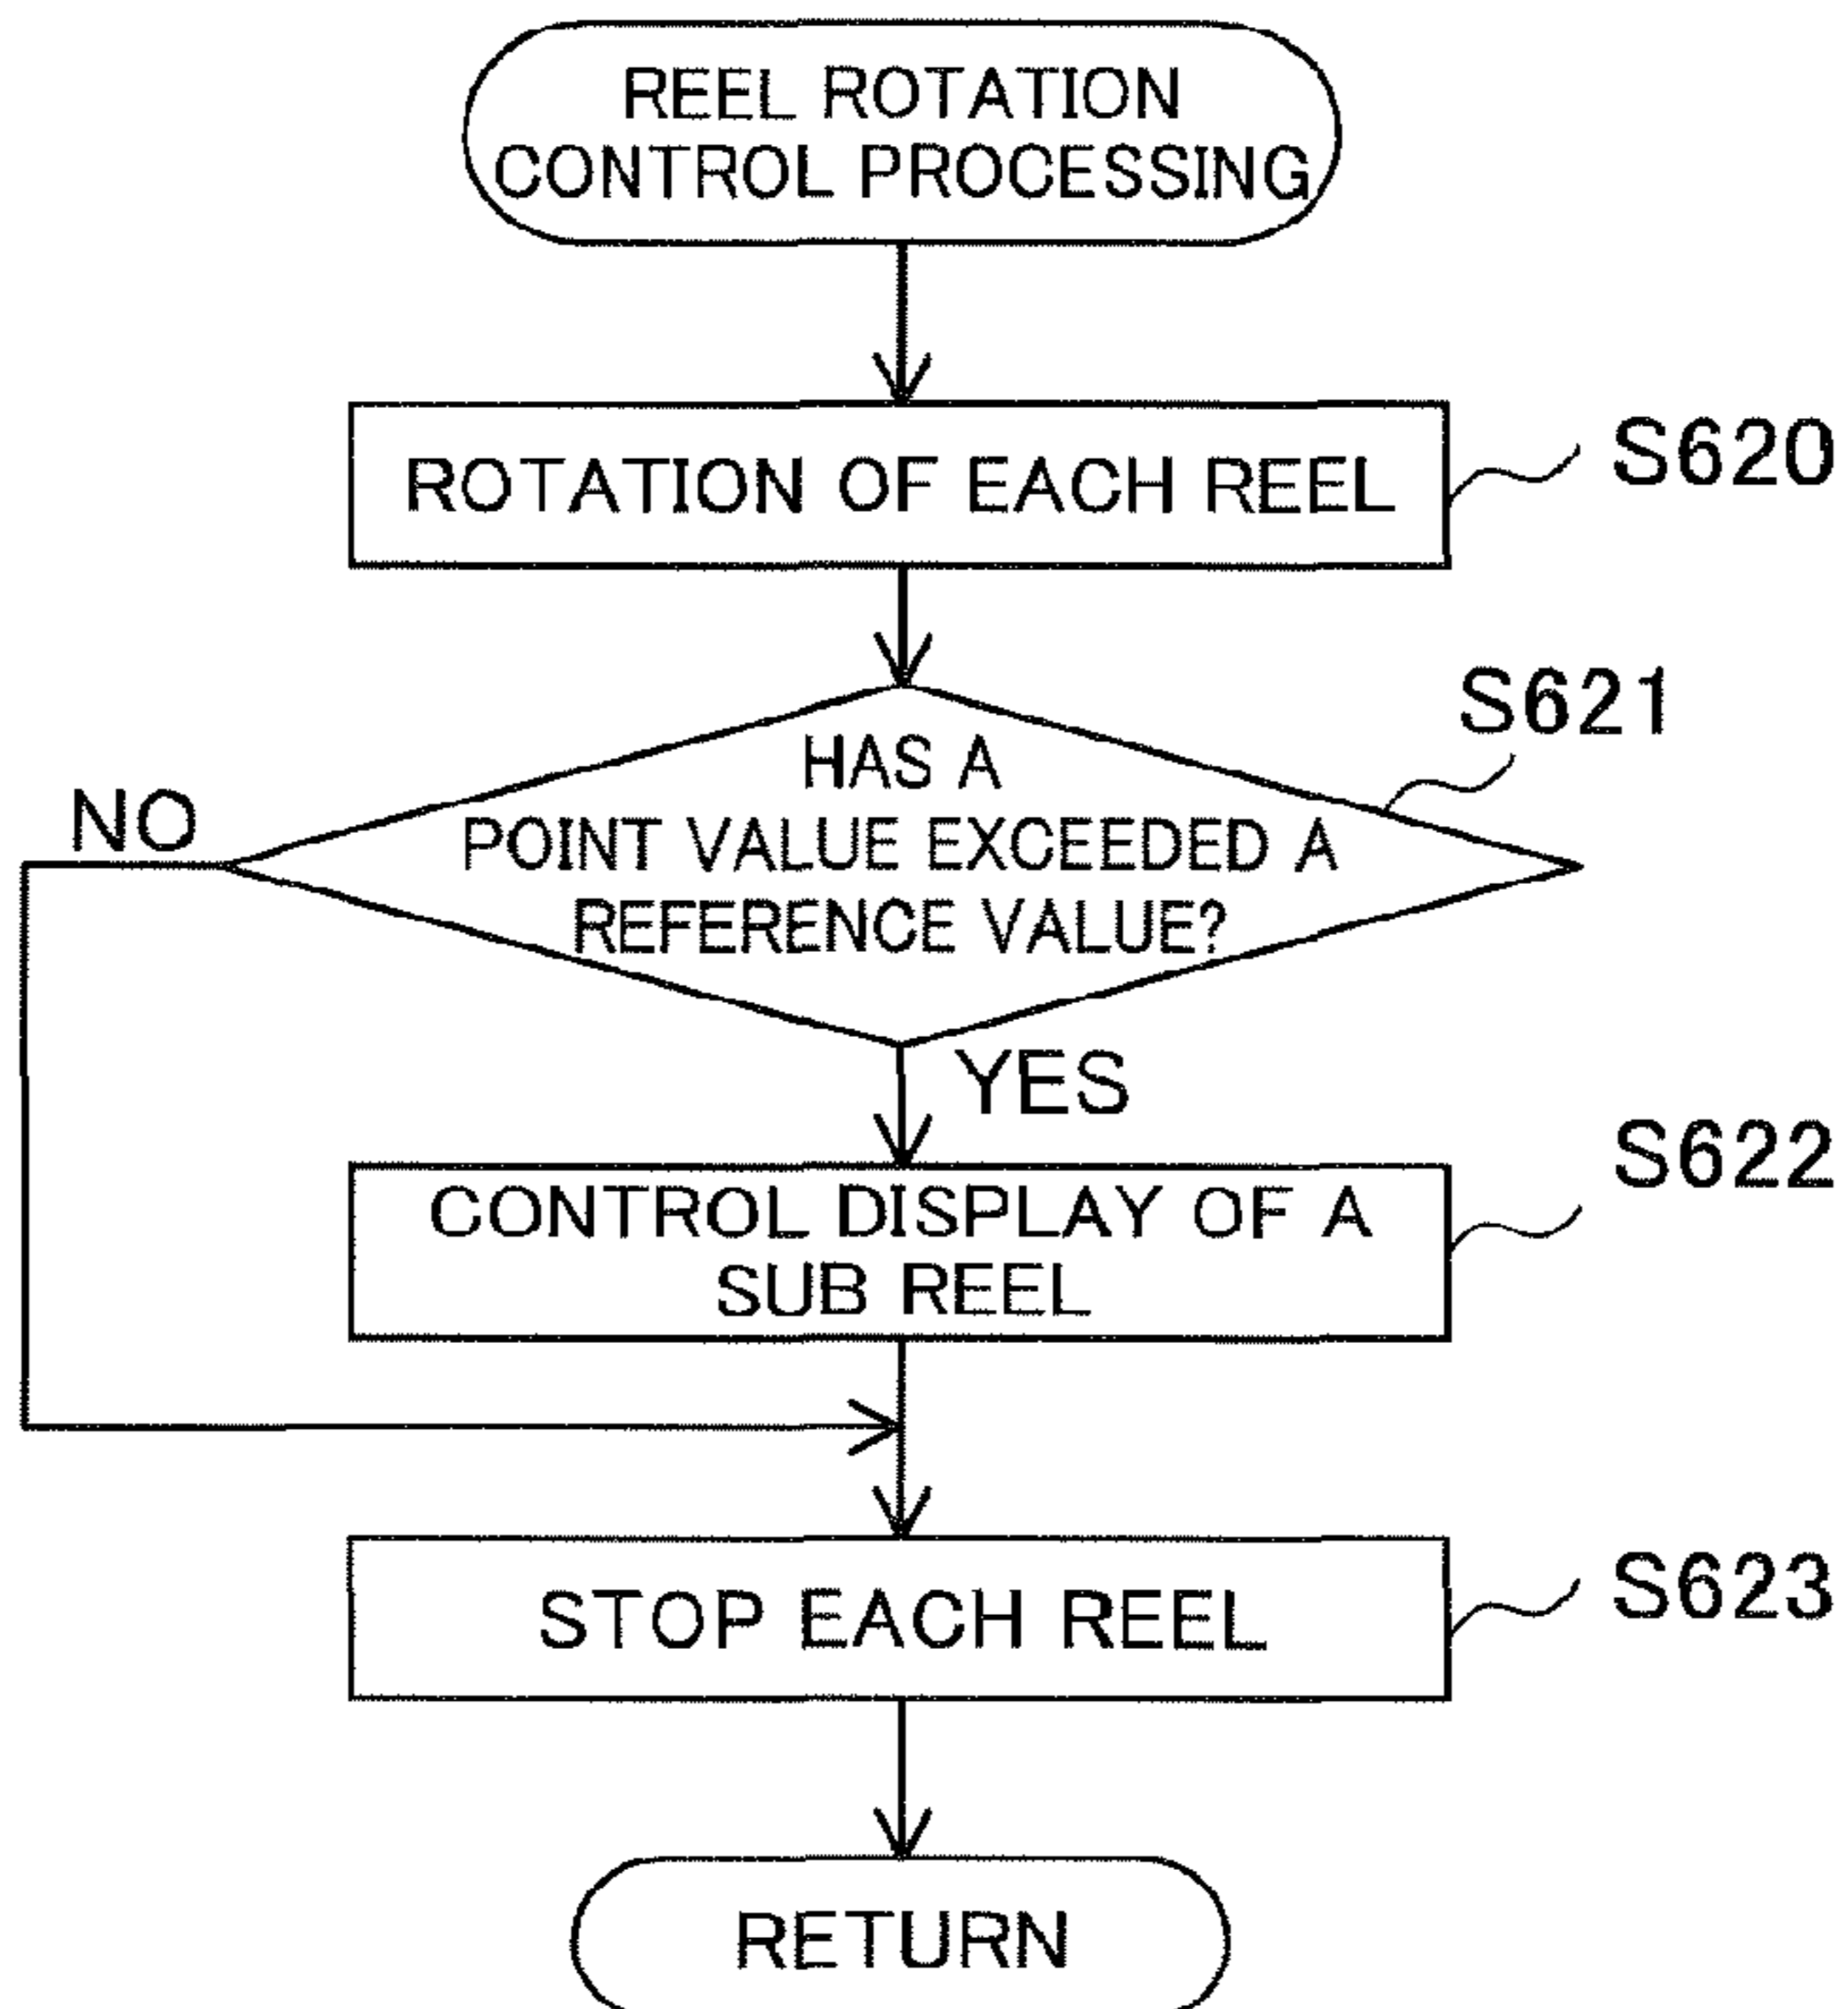 REEL ROTATION
CONTROL PROCESSING
ROTATION OF EACH REEL
S620
S621
HAS A
POINT VALUE EXCEEDED A
REFERENCE VALUE?
NO
YES
CONTROL DISPLAY OF A
SUB REEL
S622
STOP EACH REEL
S623
RETURN